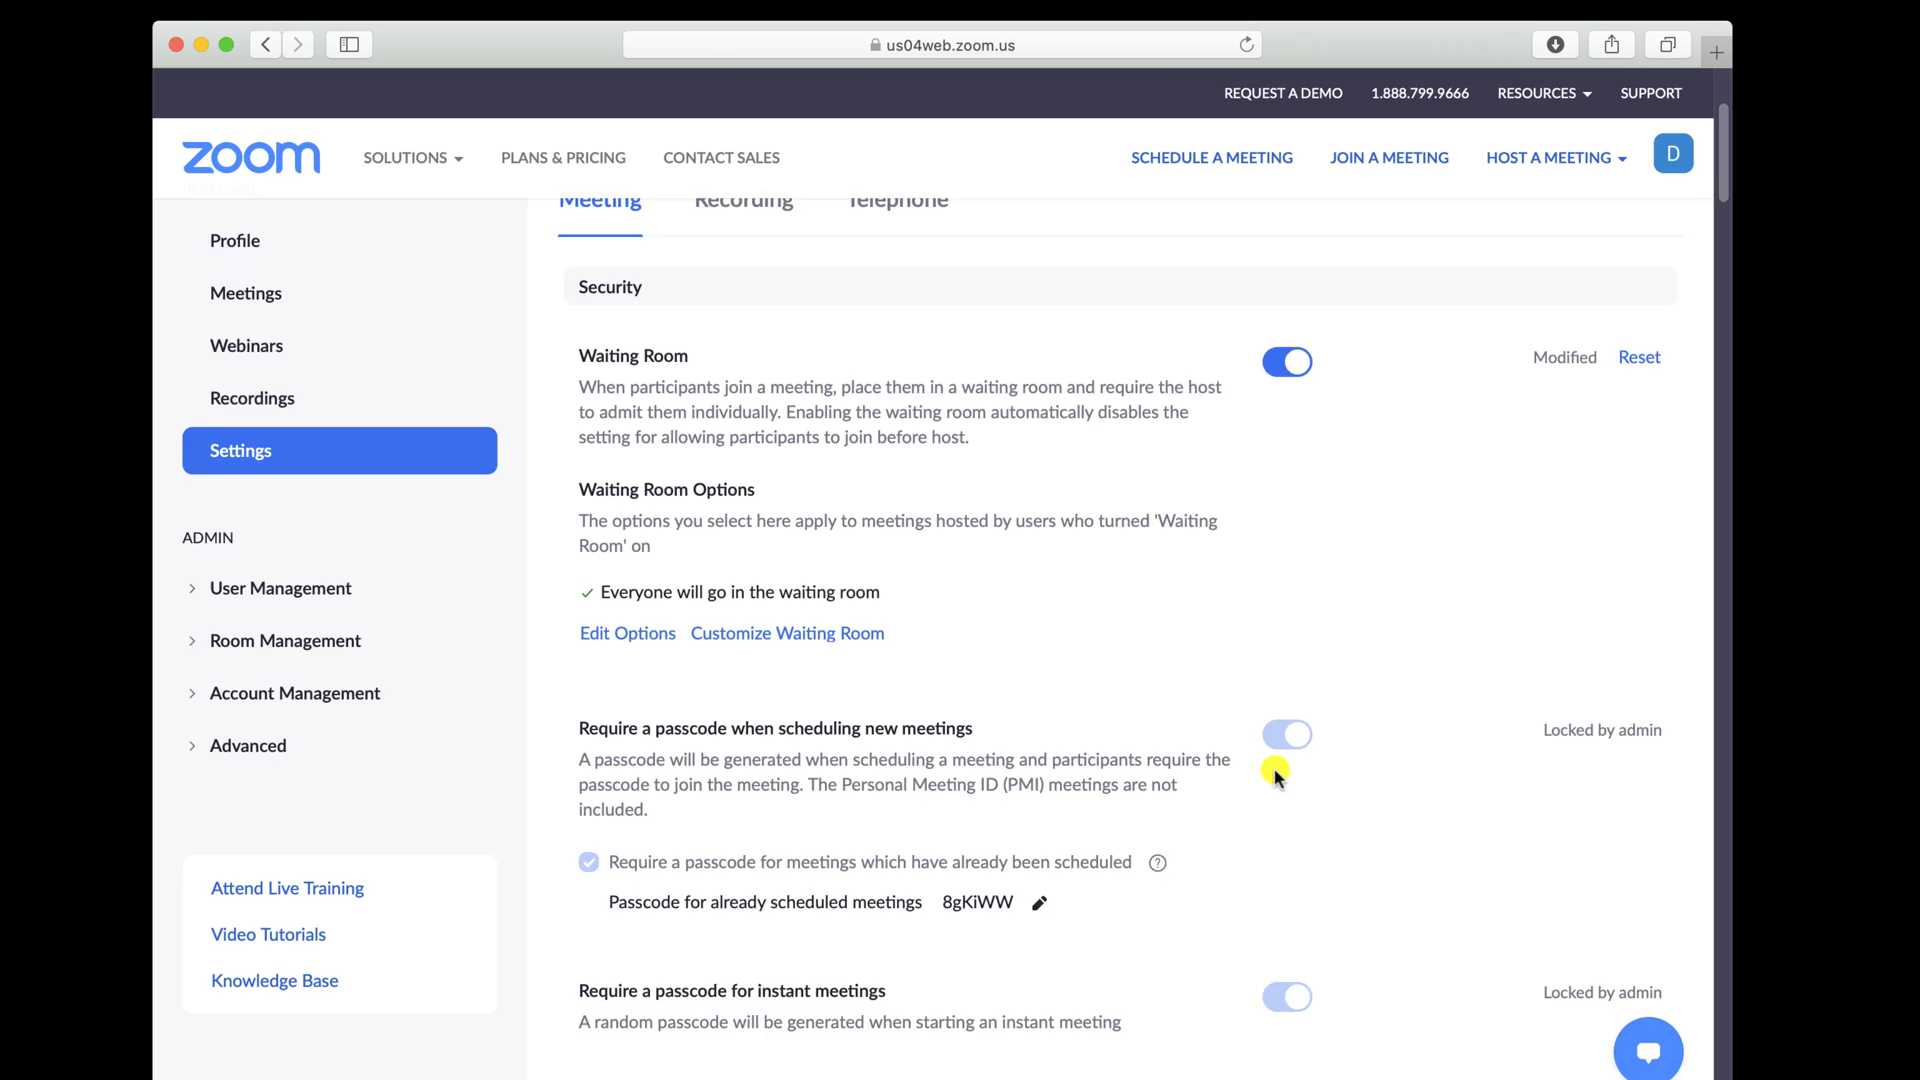 us04web.zoom.us
REQUEST A DEMO 1.888.799.9666 RESOURCES SUPPORT
zoom SOLUTIONS PLANS & PRICING CONTACT SALES SCHEDULE A MEETING JOIN A MEETING HOST A MEETING D
Meeting Recording Telephone
Profile
Meetings
Webinars
Recordings
Settings
ADMIN
User Management
Room Management
Account Management
Advanced
Attend Live Training
Video Tutorials
Knowledge Base
Security
Waiting Room Modified Reset
When participants join a meeting, place them in a waiting room and require the host
to admit them individually. Enabling the waiting room automatically disables the
setting for allowing participants to join before host.
Waiting Room Options
The options you select here apply to meetings hosted by users who turned 'Waiting
Room' on
Everyone will go in the waiting room
Edit Options Customize Waiting Room
Require a passcode when scheduling new meetings Locked by admin
A passcode will be generated when scheduling a meeting and participants require the
passcode to join the meeting. The Personal Meeting ID (PMI) meetings are not
included.
Require a passcode for meetings which have already been scheduled ?
Passcode for already scheduled meetings 8gKiWW
Require a passcode for instant meetings Locked by admin
A random passcode will be generated when starting an instant meeting